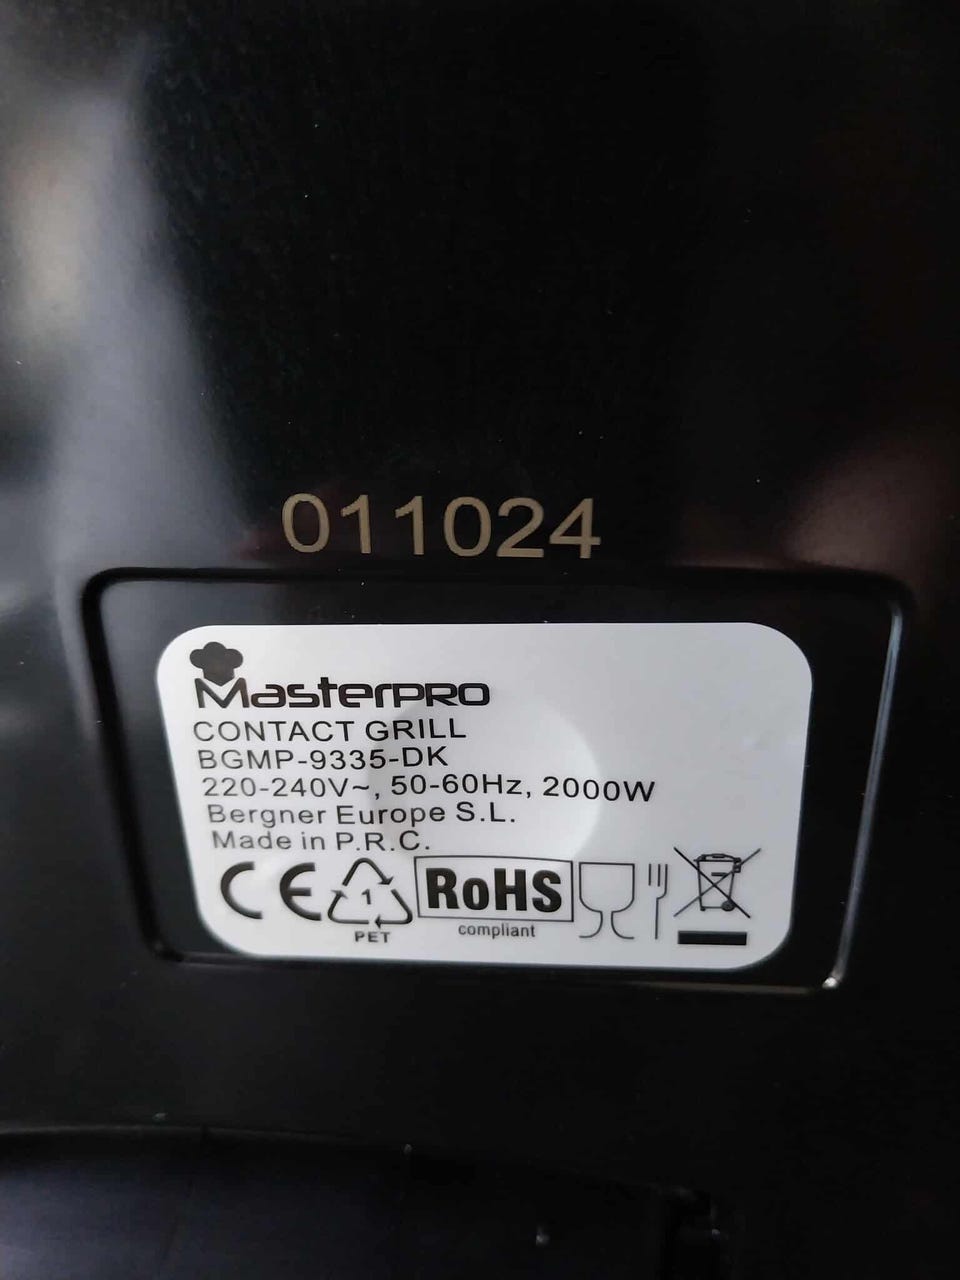 011024
MasterPRO
CONTACT GRILL
BGMP-9335-DK
220-240V~, 50-60Hz, 2000W
Bergner Europe S.L.
Made in P.R.C.
CE 1 RoHS
PET compliant